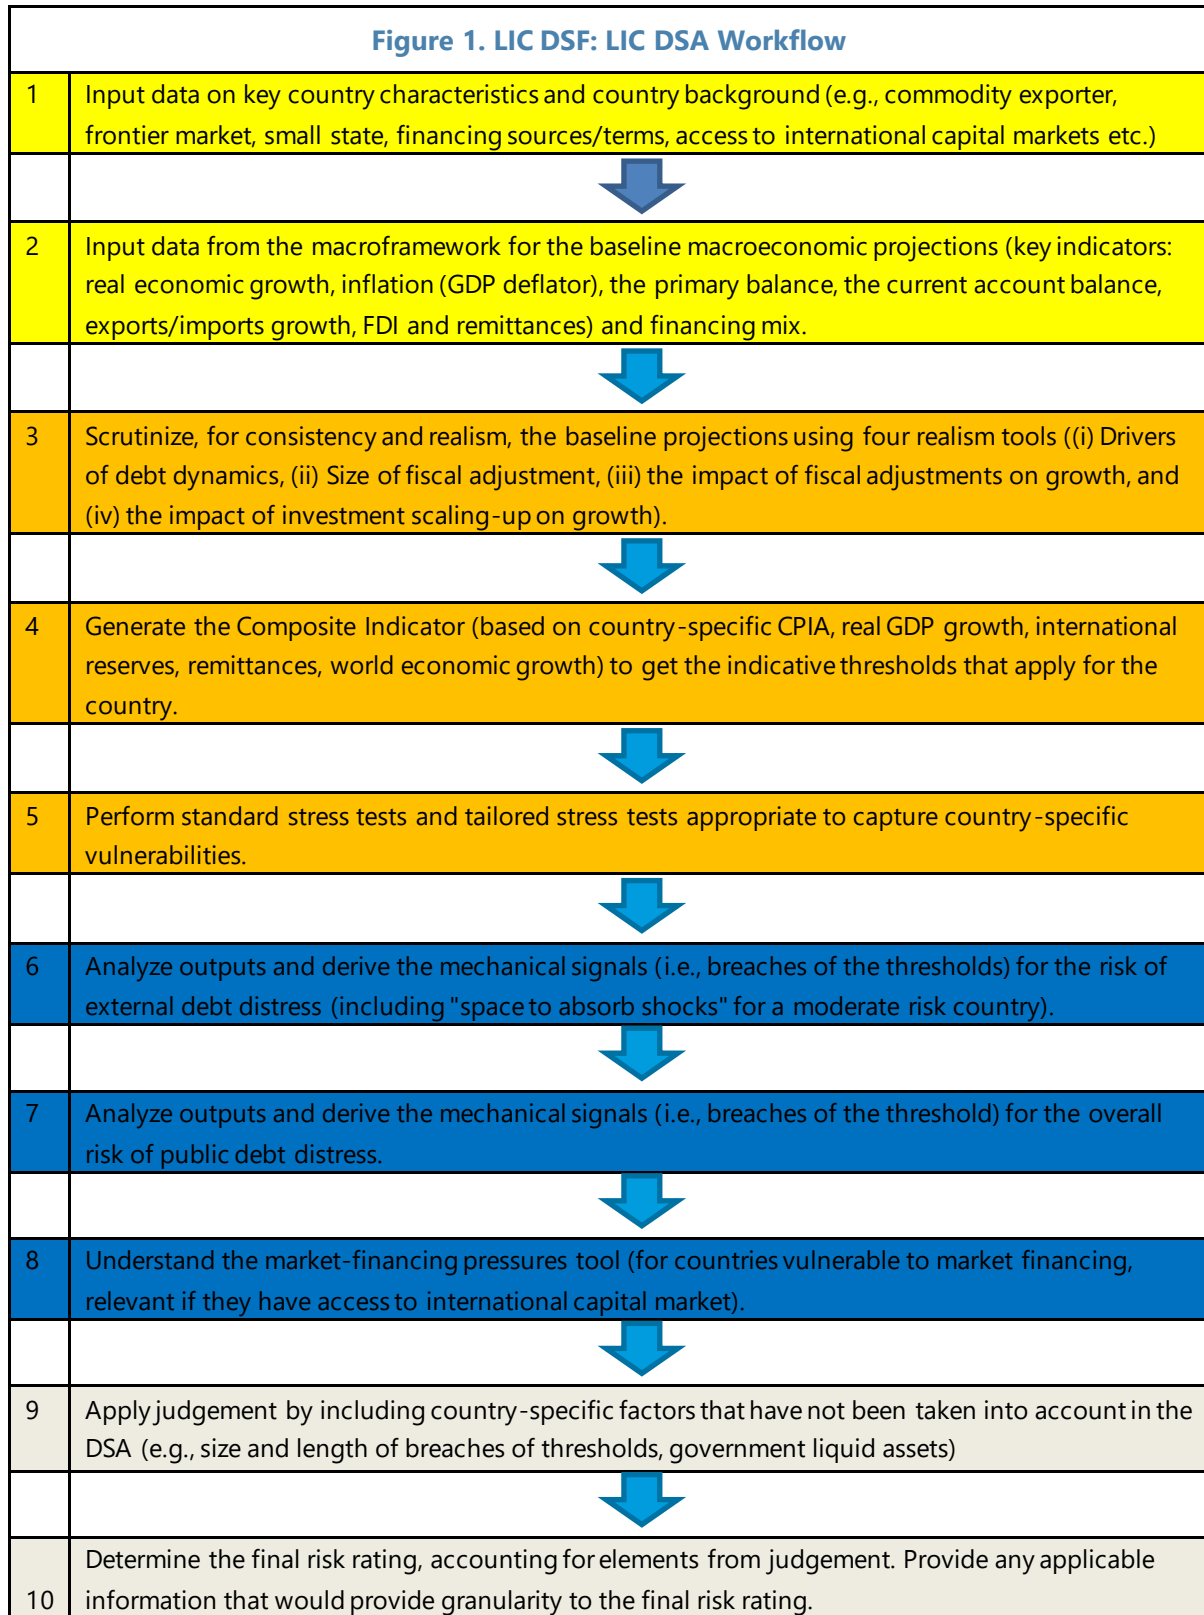 Figure 1. LIC DSF: LIC DSA Workflow
1 Input data on key country characteristics and country background (e.g., commodity exporter,
frontier market, small state, financing sources/terms, access to international capital markets etc.)
2 Input data from the macroframework for the baseline macroeconomic projections (key indicators:
real economic growth, inflation (GDP deflator), the primary balance, the current account balance,
exports/imports growth, FDI and remittances) and financing mix.
3 Scrutinize, for consistency and realism, the baseline projections using four realism tools ((i) Drivers
of debt dynamics, (ii) Size of fiscal adjustment, (iii) the impact of fiscal adjustments on growth, and
(iv) the impact of investment scaling-up on growth).
4 Generate the Composite Indicator (based on country-specific CPIA, real GDP growth, international
reserves, remittances, world economic growth) to get the indicative thresholds that apply for the
country.
5 Perform standard stress tests and tailored stress tests appropriate to capture country-specific
vulnerabilities.
6 Analyze outputs and derive the mechanical signals (i.e., breaches of the thresholds) for the risk of
external debt distress (including "space to absorb shocks" for a moderate risk country).
7 Analyze outputs and derive the mechanical signals (i.e., breaches of the threshold) for the overall
risk of public debt distress.
8 Understand the market-financing pressures tool (for countries vulnerable to market financing,
relevant if they have access to international capital market).
9 Apply judgement by including country-specific factors that have not been taken into account in the
DSA (e.g., size and length of breaches of thresholds, government liquid assets)
Determine the final risk rating, accounting for elements from judgement. Provide any applicable
10 information that would provide granularity to the final risk rating.